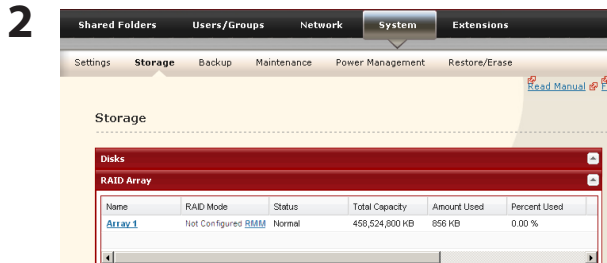 2
Shared Folders Users/Groups Network System Extensions
Settings Storage Backup Maintenance Power Management Restore/Erase
Read Manual
Storage
Disks
RAID Array
Name RAID Mode Status Total Capacity Amount Used Percent Used
Array 1 Not Configured RMM Normal 458,524,800 KB 856 KB 0.00 %